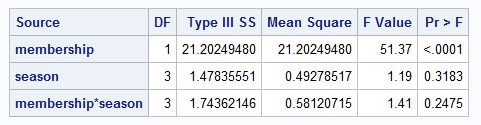 Source DF Type III SS Mean Square F Value Pr > F
membership 1 21.20249480 21.20249480 51.37 <.0001
season 3 1.47835551 0.49278517 1.19 0.3183
membership*season 3 1.74362146 0.58120715 1.41 0.2475